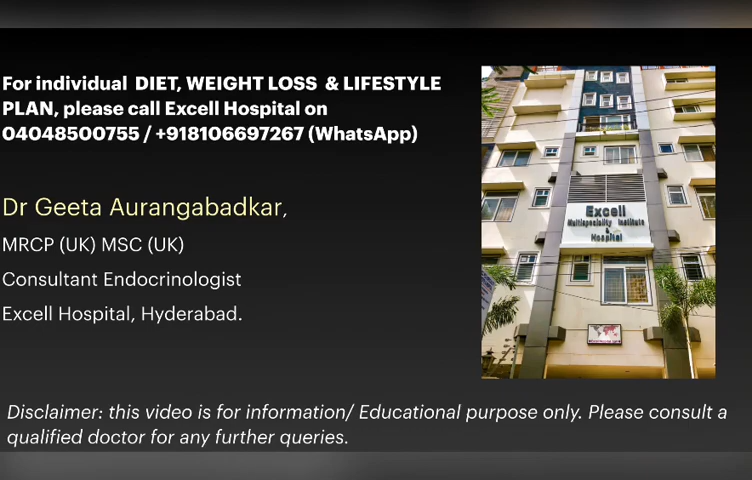 For individual DIET, WEIGHT LOSS & LIFESTYLE
PLAN, please call Excell Hospital on
04048500755 / +918106697267 (WhatsApp)
Dr Geeta Aurangabadkar,
MRCP (UK) MSC (UK)
Consultant Endocrinologist
Excell Hospital, Hyderabad.
Excell
Multispeciality Institute
&
Hospital
Disclaimer: this video is for information/ Educational purpose only. Please consult a
qualified doctor for any further queries.